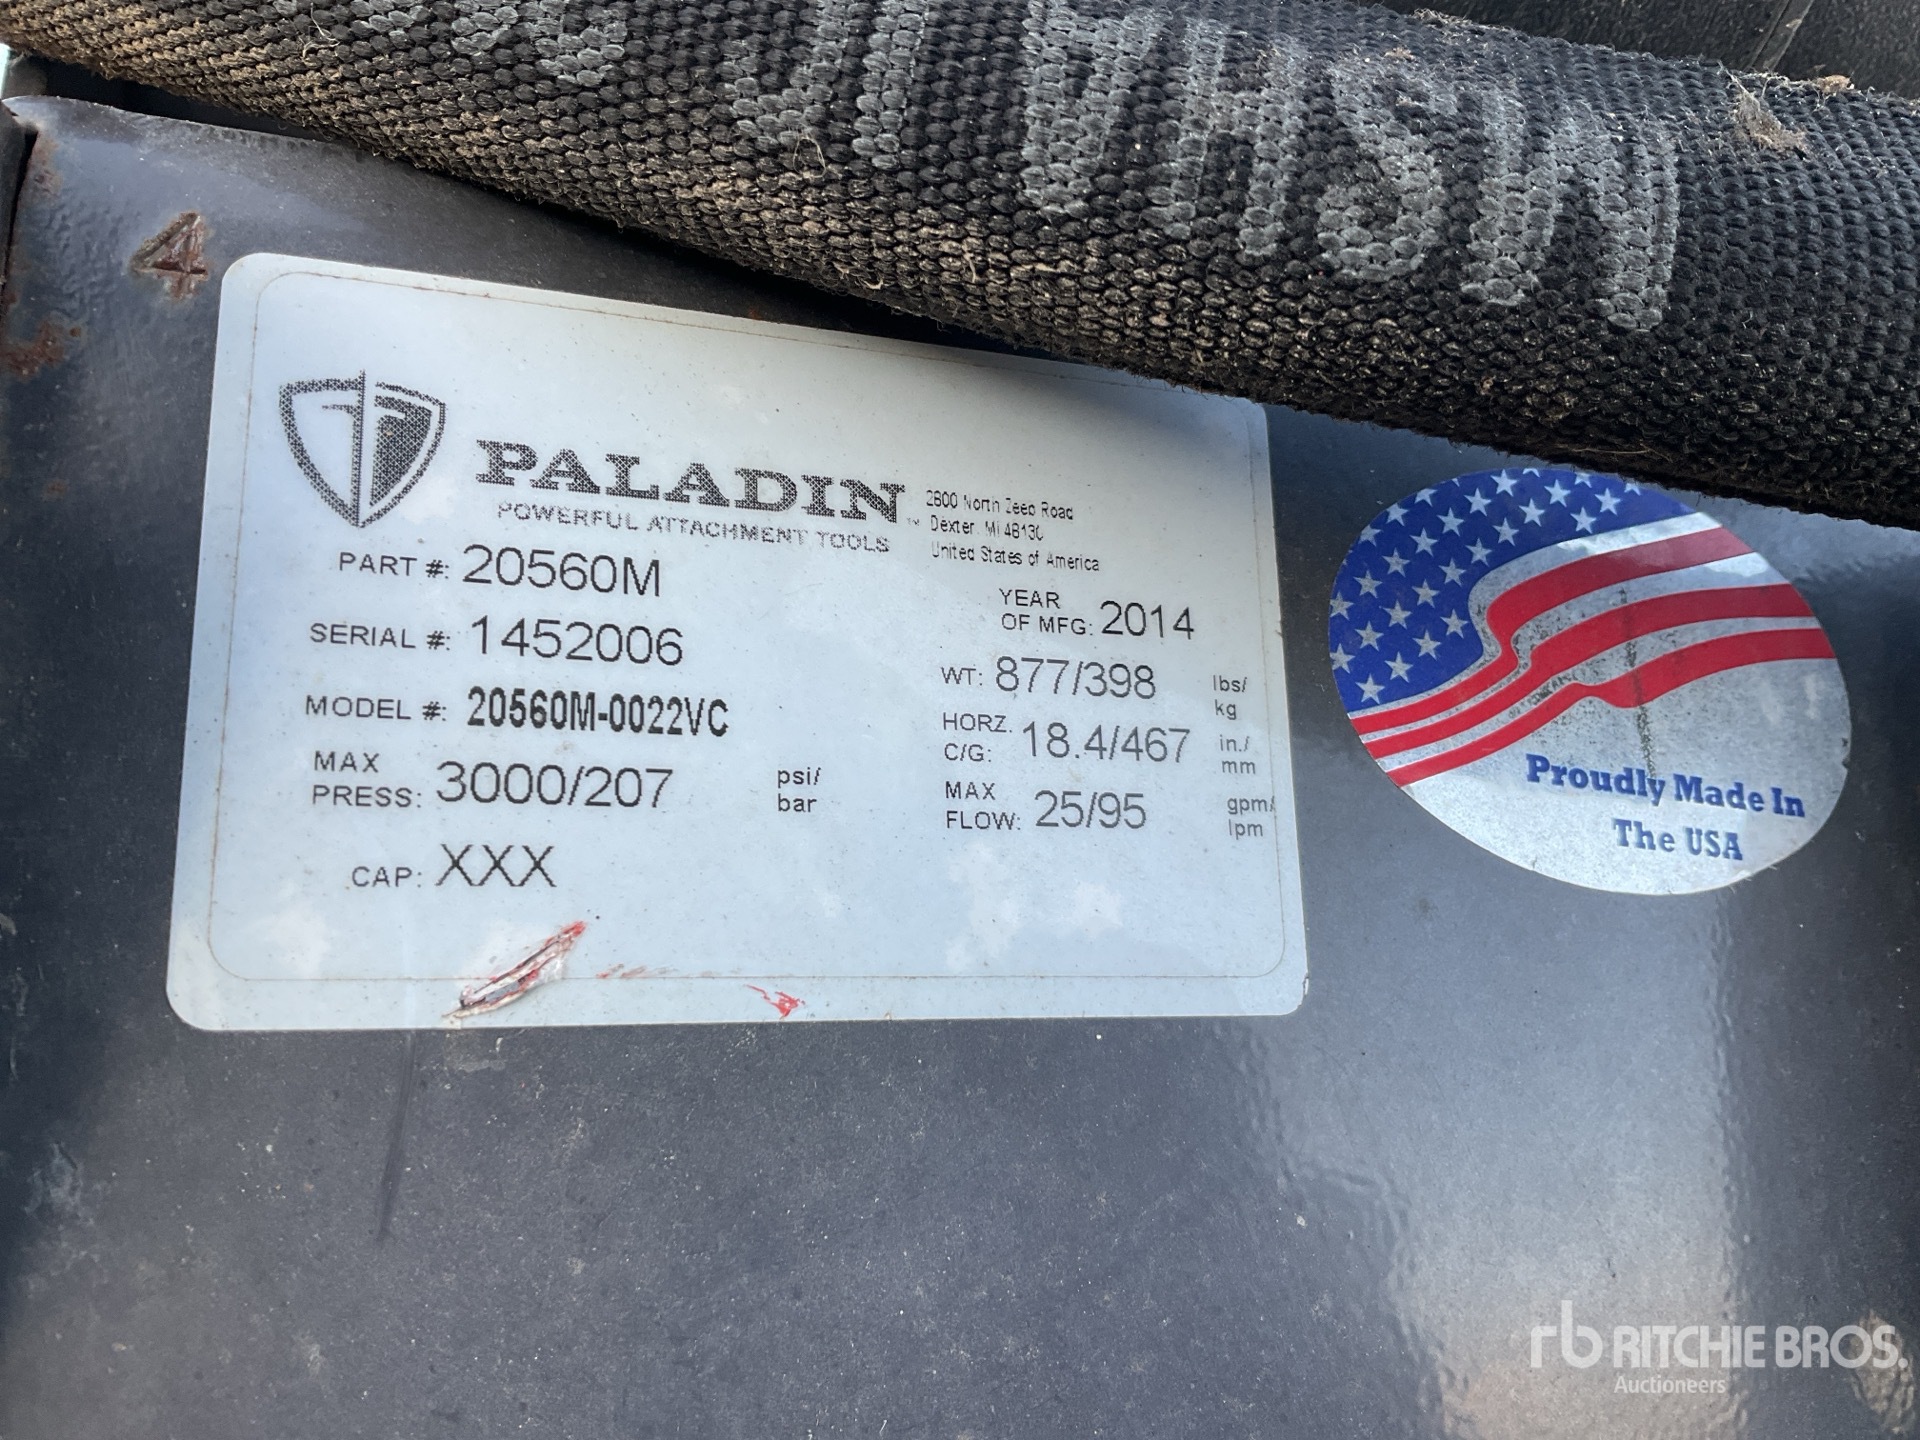 4
PALADIN™
POWERFUL ATTACHMENT TOOLS
2800 North Zeeb Road
Dexter, MI 48130
United States of America
PART #: 20560M
SERIAL #: 1452006
MODEL #: 20560M-0022VC
MAX PRESS: 3000/207 psi/bar
CAP: XXX
YEAR OF MFG: 2014
WT: 877/398 lbs/kg
HORZ. C/G: 18.4/467 in./mm
MAX FLOW: 25/95 gpm/lpm
Proudly Made In
The USA
rb RITCHIE BROS.
Auctioneers